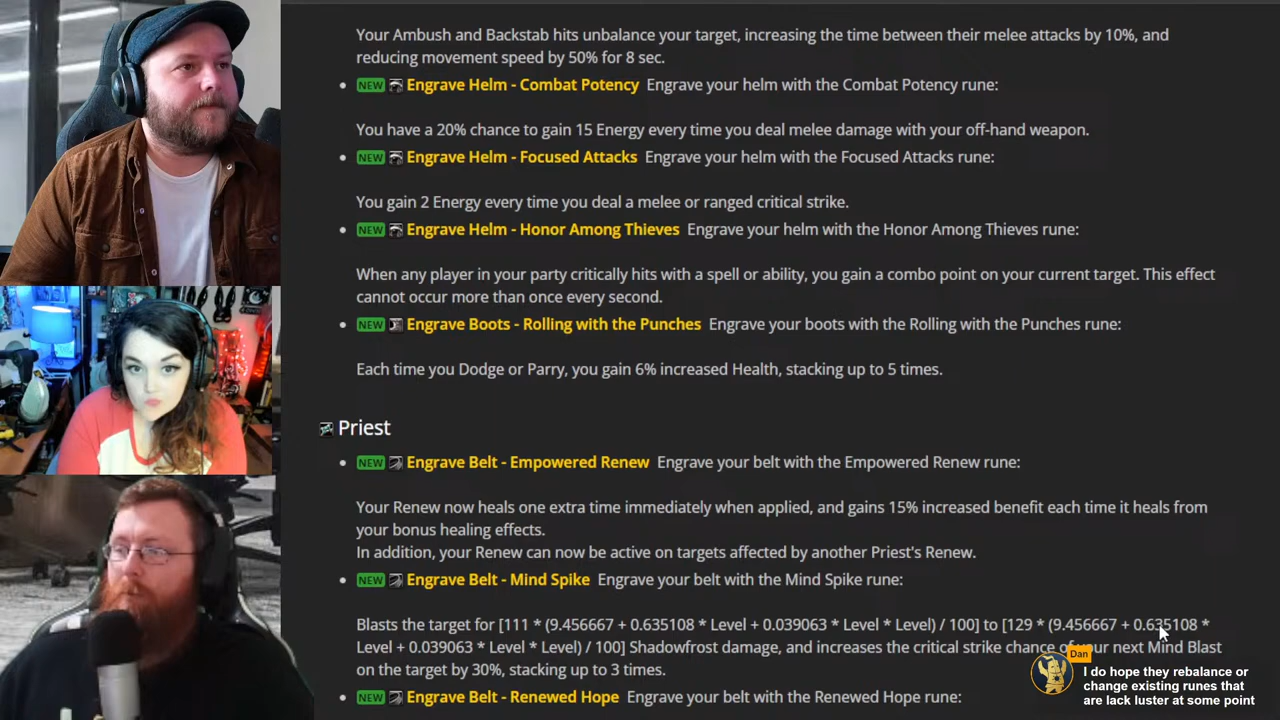 Your Ambush and Backstab hits unbalance your target, increasing the time between their melee attacks by 10%, and
reducing movement speed by 50% for 8 sec.
NEW Engrave Helm - Combat Potency Engrave your helm with the Combat Potency rune:
You have a 20% chance to gain 15 Energy every time you deal melee damage with your off-hand weapon.
NEW Engrave Helm - Focused Attacks Engrave your helm with the Focused Attacks rune:
You gain 2 Energy every time you deal a melee or ranged critical strike.
NEW Engrave Helm - Honor Among Thieves Engrave your helm with the Honor Among Thieves rune:
When any player in your party critically hits with a spell or ability, you gain a combo point on your current target. This effect
cannot occur more than once every second.
NEW Engrave Boots - Rolling with the Punches Engrave your boots with the Rolling with the Punches rune:
Each time you Dodge or Parry, you gain 6% increased Health, stacking up to 5 times.
Priest
NEW Engrave Belt - Empowered Renew Engrave your belt with the Empowered Renew rune:
Your Renew now heals one extra time immediately when applied, and gains 15% increased benefit each time it heals from
your bonus healing effects.
In addition, your Renew can now be active on targets affected by another Priest's Renew.
NEW Engrave Belt - Mind Spike Engrave your belt with the Mind Spike rune:
Blasts the target for [111 * (9.456667 + 0.635108 * Level + 0.039063 * Level * Level) / 100] to [129 * (9.456667 + 0.635108 *
Level + 0.039063 * Level * Level) / 100] Shadowfrost damage, and increases the critical strike chance of your next Mind Blast
on the target by 30%, stacking up to 3 times.
NEW Engrave Belt - Renewed Hope Engrave your belt with the Renewed Hope rune:
Dan
I do hope they rebalance or
change existing runes that
are lack luster at some point